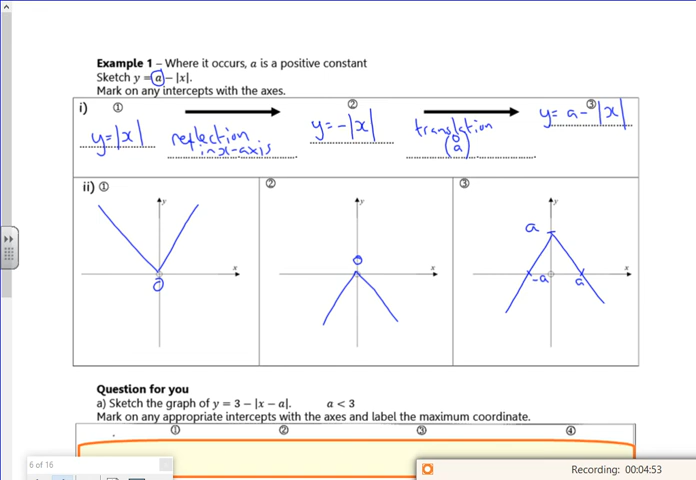 Example 1 – Where it occurs, a is a positive constant
Sketch y = a – |x|.
Mark on any intercepts with the axes.
i) ① ② ③
y=|x| reflection in x-axis y=-|x| translation (0 a) y= a-|x|
ii) ① ② ③
y y y
a
x x x
O O -a a
Question for you
a) Sketch the graph of y = 3 – |x – a|. a < 3
Mark on any appropriate intercepts with the axes and label the maximum coordinate.
① ② ③ ④
6 of 16
Recording: 00:04:53